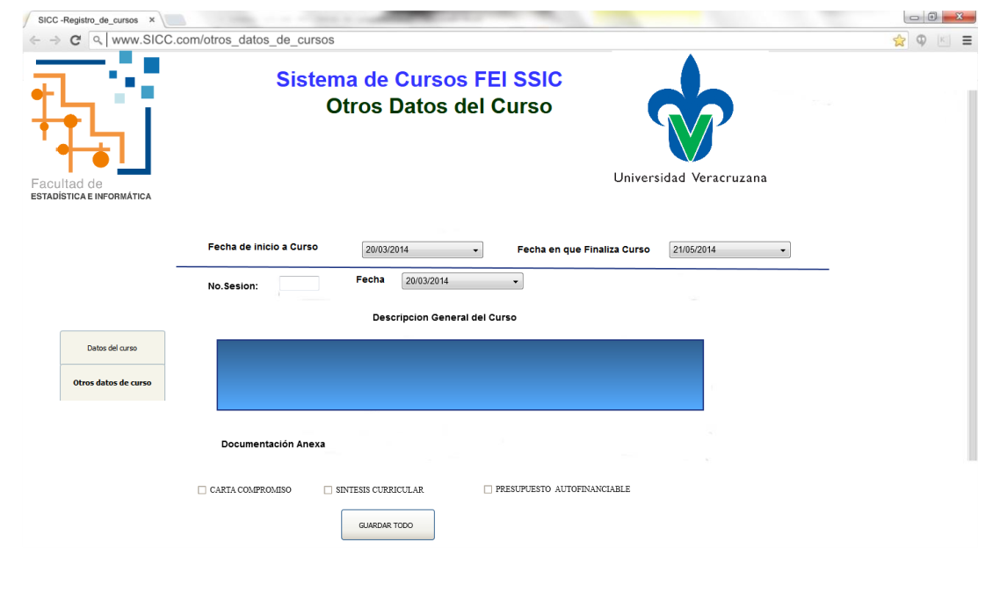 SICC -Registro_de_cursos ×
www.SICC.com/otros_datos_de_cursos
Sistema de Cursos FEI SSIC
Otros Datos del Curso
Facultad de
ESTADÍSTICA E INFORMÁTICA
Universidad Veracruzana
Fecha de inicio a Curso 20/03/2014 Fecha en que Finaliza Curso 21/05/2014
No.Sesion: Fecha 20/03/2014
Descripcion General del Curso
Datos del curso
Otros datos de curso
Documentación Anexa
CARTA COMPROMISO SINTESIS CURRICULAR PRESUPUESTO AUTOFINANCIABLE
GUARDAR TODO